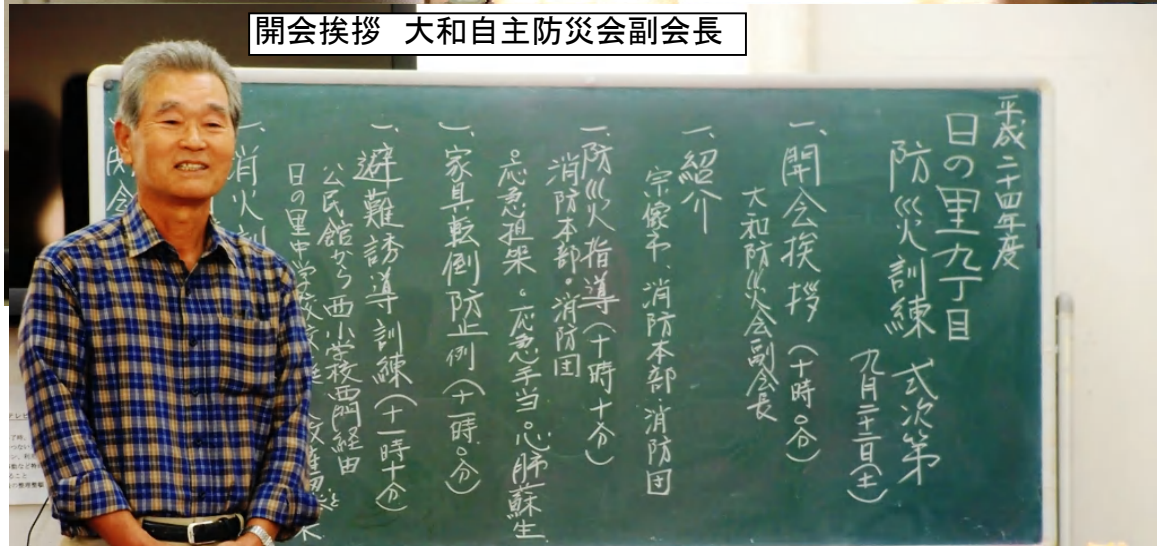 開会挨拶 大和自主防災会副会長
平成二十四年度
日の里九丁目
防災訓練 式次第
九月二十二日(土)
一、開会挨拶(十時〇分)
大和防災会副会長
一、紹介
宗像市、消防本部・消防団
一、防災指導(十時十分)
消防本部・消防団
応急担架。応急手当。心肺蘇生
一、家具転倒防止例(十一時〇分)
一、避難誘導訓練(十一時十分)
公民館から西小学校西門経由
日の里中学校
一、消火訓
閉会